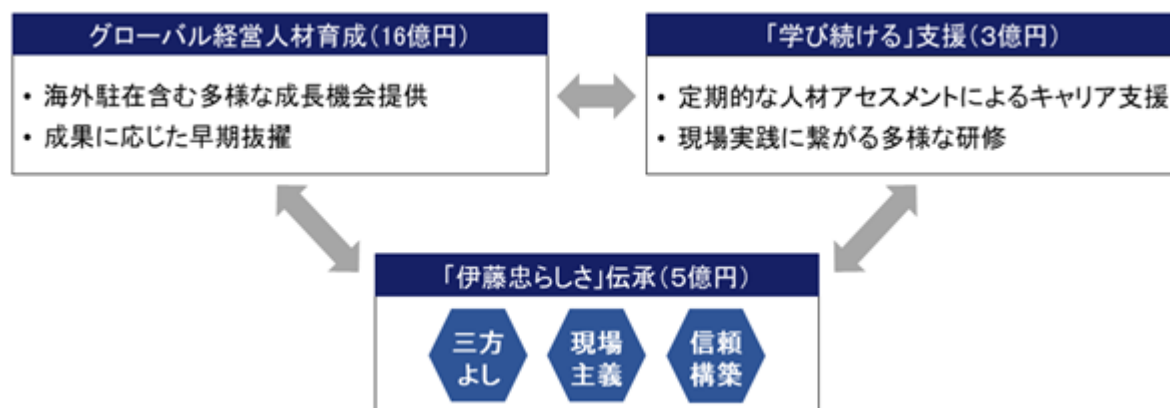 グローバル経営人材育成(16億円)
• 海外駐在含む多様な成長機会提供
• 成果に応じた早期抜擢
「学び続ける」支援(3億円)
• 定期的な人材アセスメントによるキャリア支援
• 現場実践に繋がる多様な研修
「伊藤忠らしさ」伝承(5億円)
三方
よし
現場
主義
信頼
構築